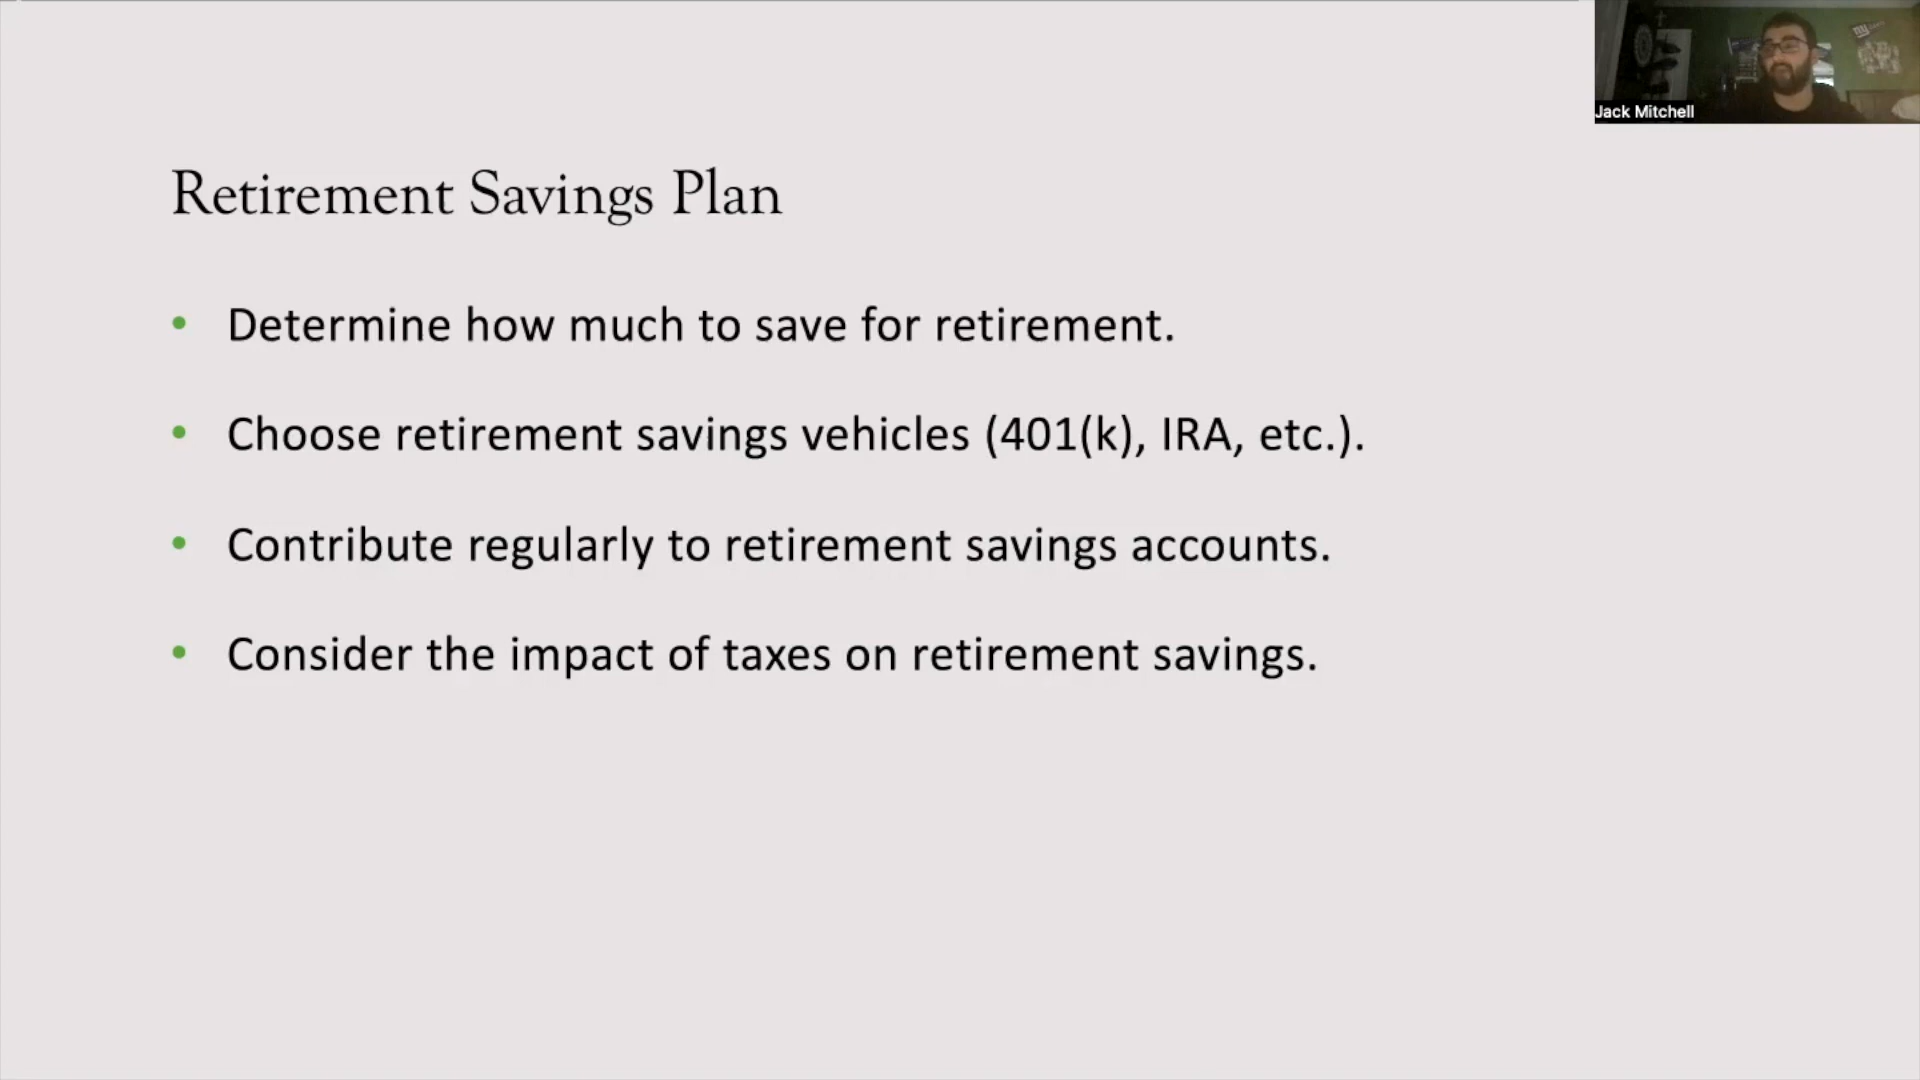 Jack Mitchell
Retirement Savings Plan
• Determine how much to save for retirement.
• Choose retirement savings vehicles (401(k), IRA, etc.).
• Contribute regularly to retirement savings accounts.
• Consider the impact of taxes on retirement savings.